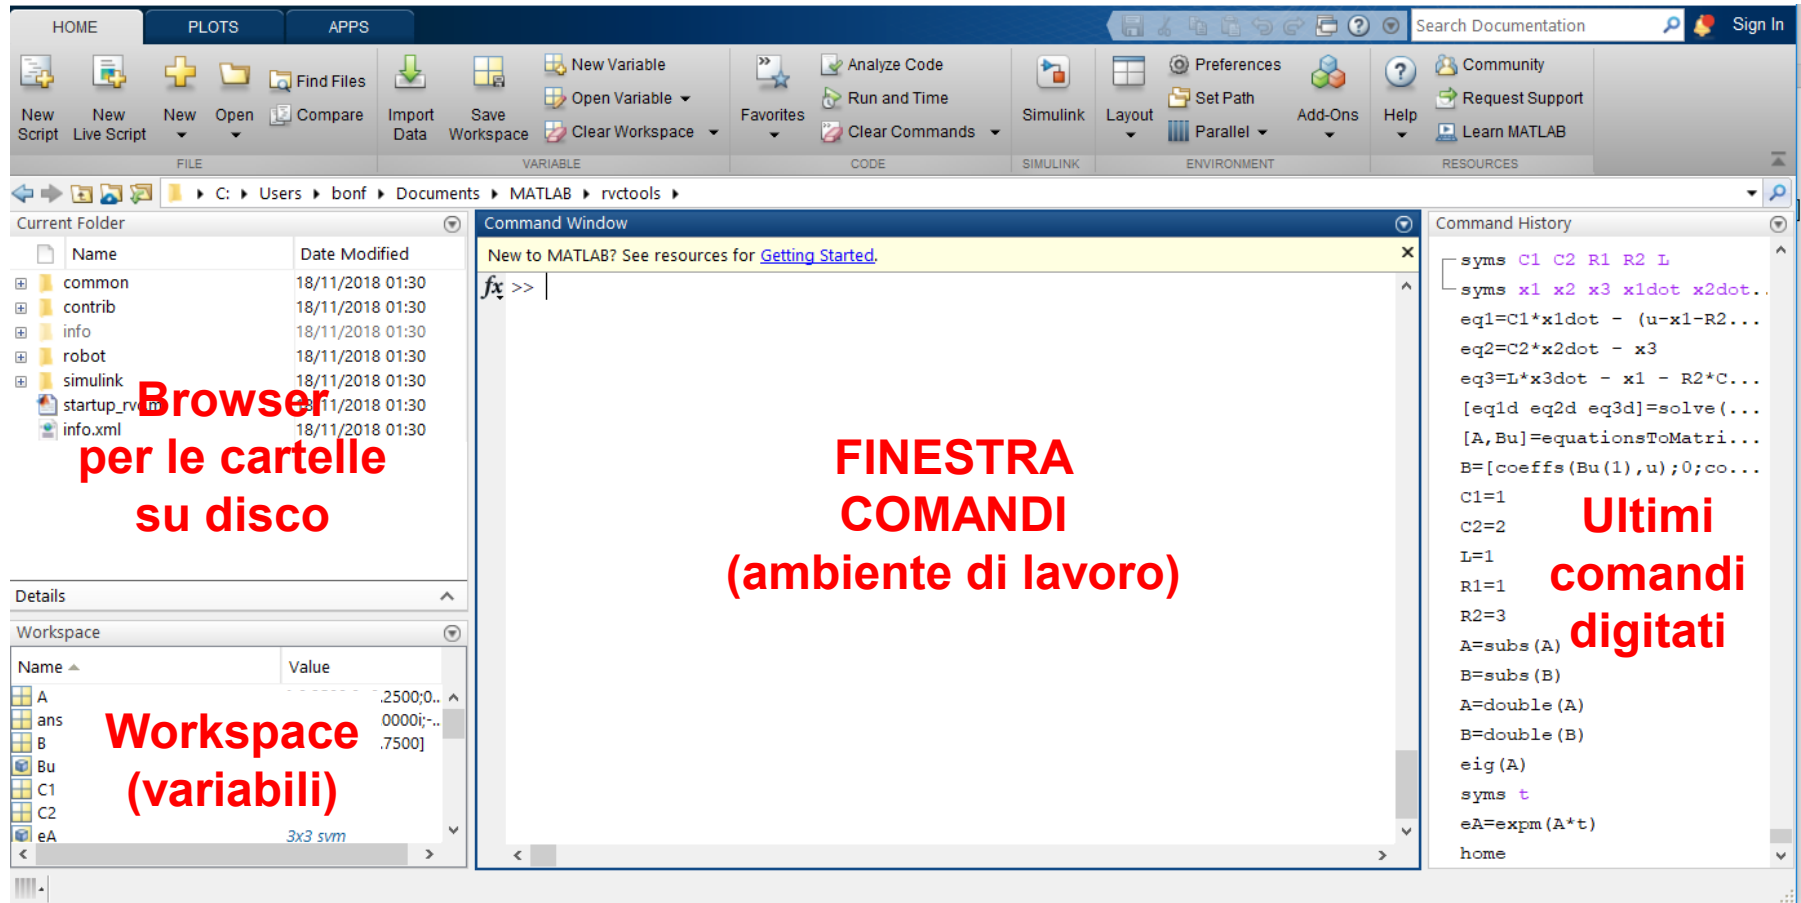 HOME PLOTS APPS Search Documentation Sign In
New Script New Live Script New Open Find Files Compare Import Data Save Workspace New Variable Open Variable Clear Workspace Favorites Analyze Code Run and Time Clear Commands Simulink Layout Preferences Set Path Parallel Add-Ons Help Community Request Support Learn MATLAB
FILE VARIABLE CODE SIMULINK ENVIRONMENT RESOURCES
C: Users bonf Documents MATLAB rvctools
Current Folder
Name Date Modified
common 18/11/2018 01:30
contrib 18/11/2018 01:30
info 18/11/2018 01:30
robot 18/11/2018 01:30
simulink 18/11/2018 01:30
startup_rvc.m 18/11/2018 01:30
info.xml 18/11/2018 01:30
Browser
per le cartelle
su disco
Details
Workspace
Name Value
A .2500;0..
ans 0000i;-..
B .7500]
Bu
C1
C2
eA 3x3 sym
Workspace
(variabili)
Command Window
New to MATLAB? See resources for Getting Started.
fx >>
FINESTRA
COMANDI
(ambiente di lavoro)
Command History
syms C1 C2 R1 R2 L
syms x1 x2 x3 x1dot x2dot..
eq1=C1*x1dot - (u-x1-R2...
eq2=C2*x2dot - x3
eq3=L*x3dot - x1 - R2*C...
[eq1d eq2d eq3d]=solve(...
[A,Bu]=equationsToMatri...
B=[coeffs(Bu(1),u);0;co...
C1=1
C2=2
L=1
R1=1
R2=3
A=subs(A)
B=subs(B)
A=double(A)
B=double(B)
eig(A)
syms t
eA=expm(A*t)
home
Ultimi
comandi
digitati